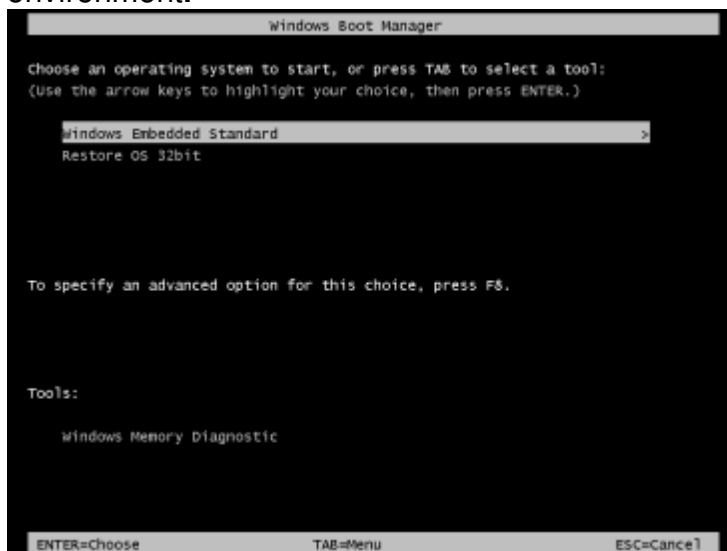 environment.
Windows Boot Manager
Choose an operating system to start, or press TAB to select a tool:
(Use the arrow keys to highlight your choice, then press ENTER.)
Windows Embedded Standard >
Restore OS 32bit
To specify an advanced option for this choice, press F8.
Tools:
Windows Memory Diagnostic
ENTER=Choose TAB=Menu ESC=Cancel